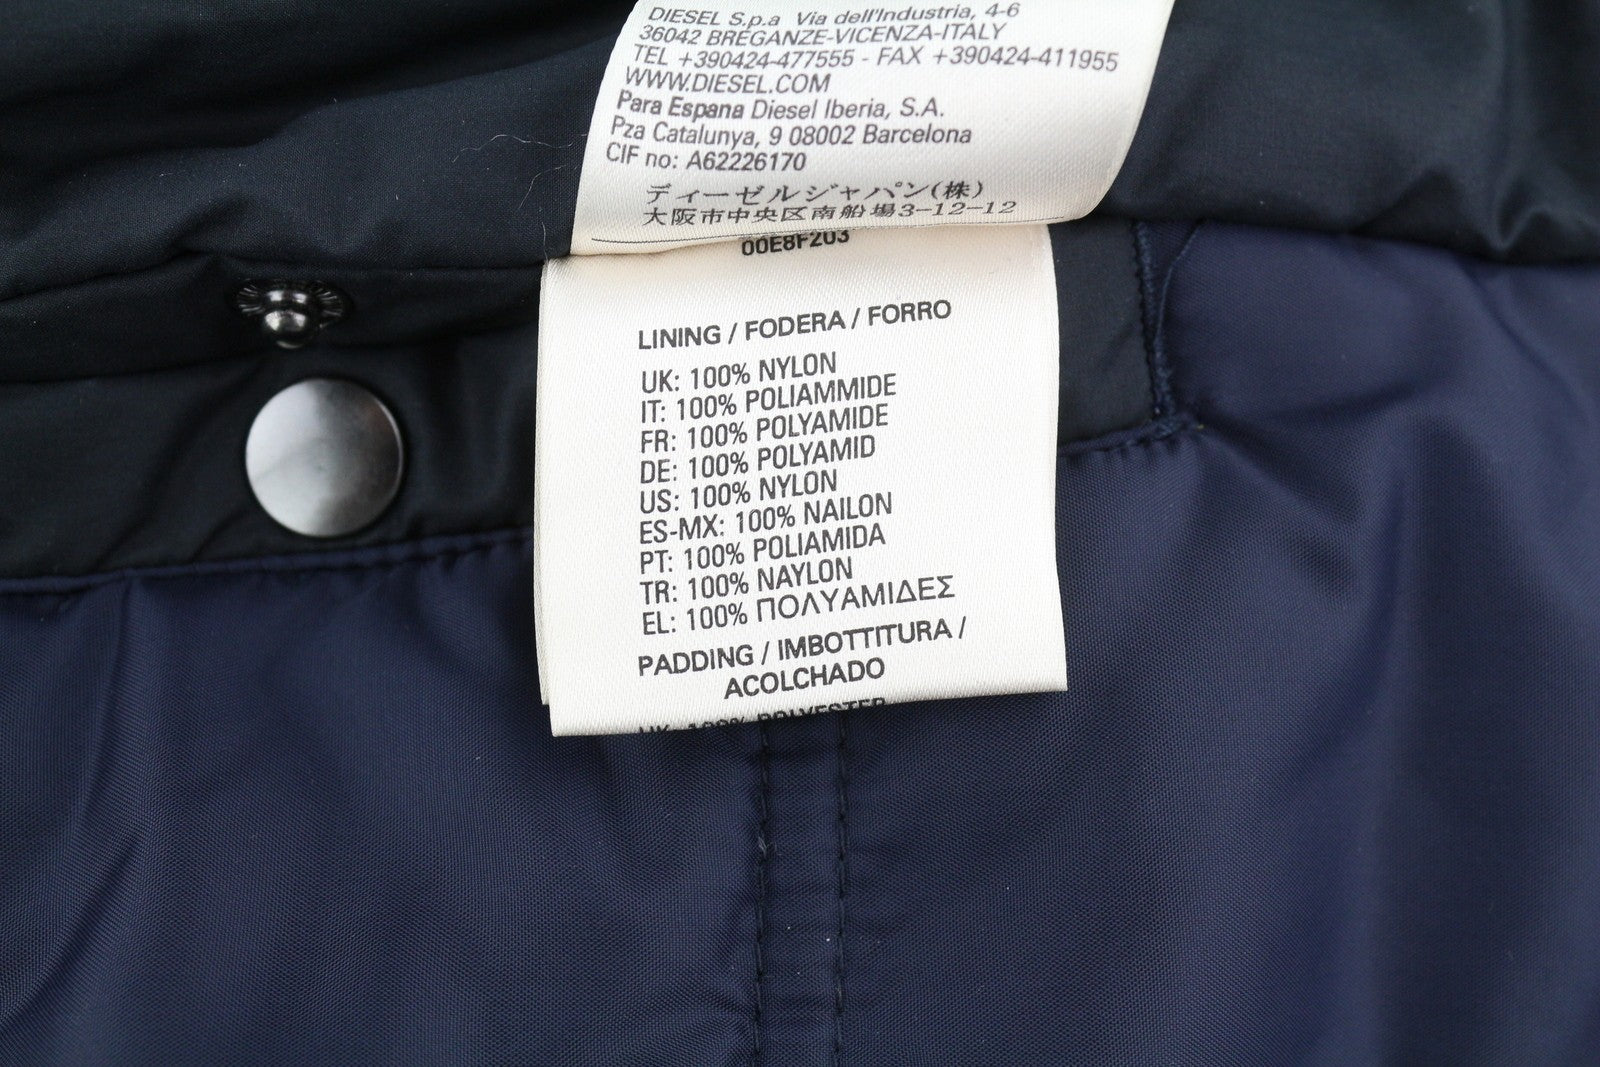 DIESEL S.p.a Via dell'Industria, 4-6
36042 BREGANZE-VICENZA-ITALY
TEL +390424-477555 - FAX +390424-411955
WWW.DIESEL.COM
Para Espana Diesel Iberia, S.A.
Pza Catalunya, 9 08002 Barcelona
CIF no: A62226170
ディーゼルジャパン(株)
大阪市中央区南船場3-12-12
00E8F203
LINING / FODERA / FORRO
UK: 100% NYLON
IT: 100% POLIAMMIDE
FR: 100% POLYAMIDE
DE: 100% POLYAMID
US: 100% NYLON
ES-MX: 100% NAILON
PT: 100% POLIAMIDA
TR: 100% NAYLON
EL: 100% ΠΟΛΥΑΜΙΔΕΣ
PADDING / IMBOTTITURA /
ACOLCHADO
UK: 100% POLYESTER